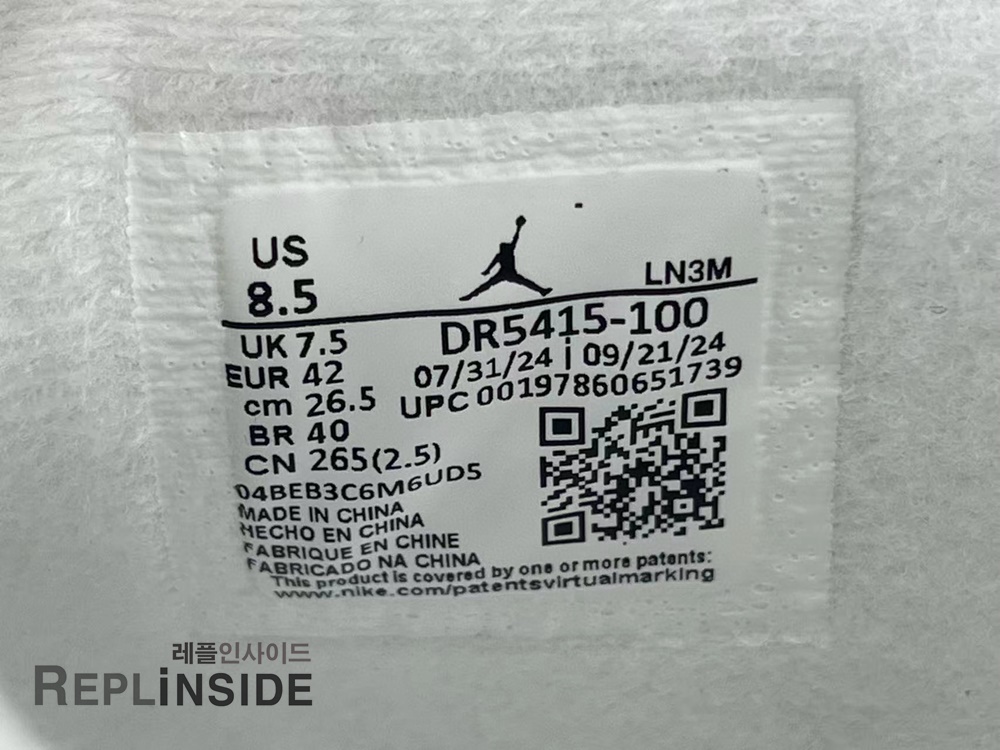 US
8.5
LN3M
UK 7.5
EUR 42
cm 26.5
BR 40
CN 265(2.5)
DR5415-100
07/31/24 | 09/21/24
UPC 00197860651739
04BEB3C6M6UD5
MADE IN CHINA
HECHO EN CHINA
FABRIQUE EN CHINE
FABRICADO NA CHINA
This product is covered by one or more patents:
www.nike.com/patentsvirtualmarking
레플인사이드
REPLiNSIDE